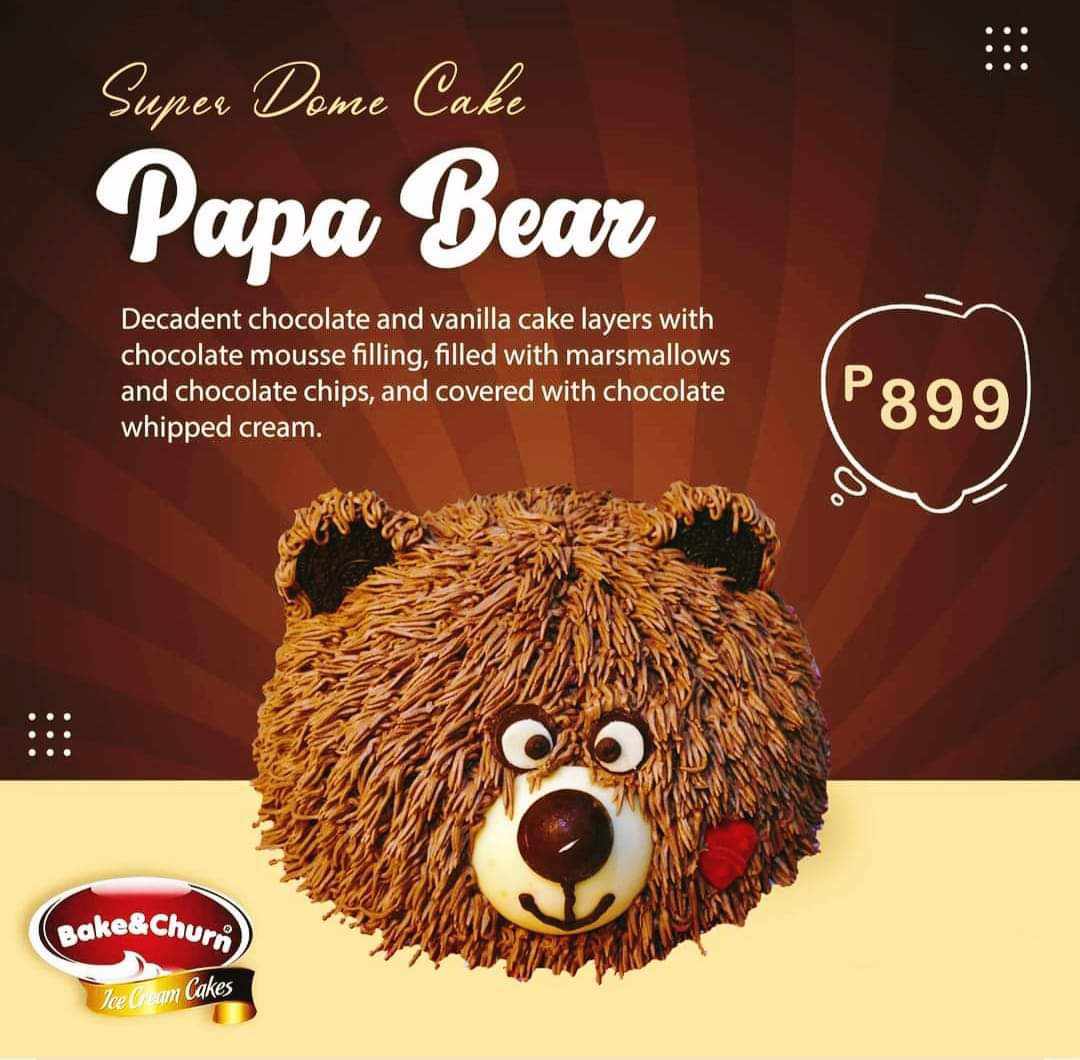 Super Dome Cake
Papa Bear
Decadent chocolate and vanilla cake layers with
chocolate mousse filling, filled with marsmallows
and chocolate chips, and covered with chocolate
whipped cream.
P899
Bake&Churn®
Ice Cream Cakes